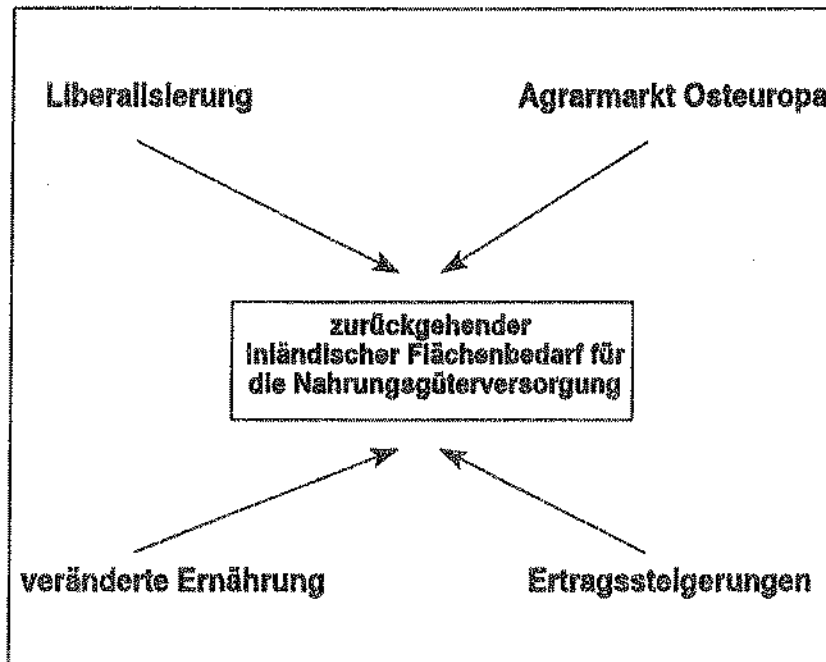 Liberalisierung
Agrarmarkt Osteuropa
zurückgehender
inländischer Flächenbedarf für
die Nahrungsgüterversorgung
veränderte Ernährung
Ertragssteigerungen